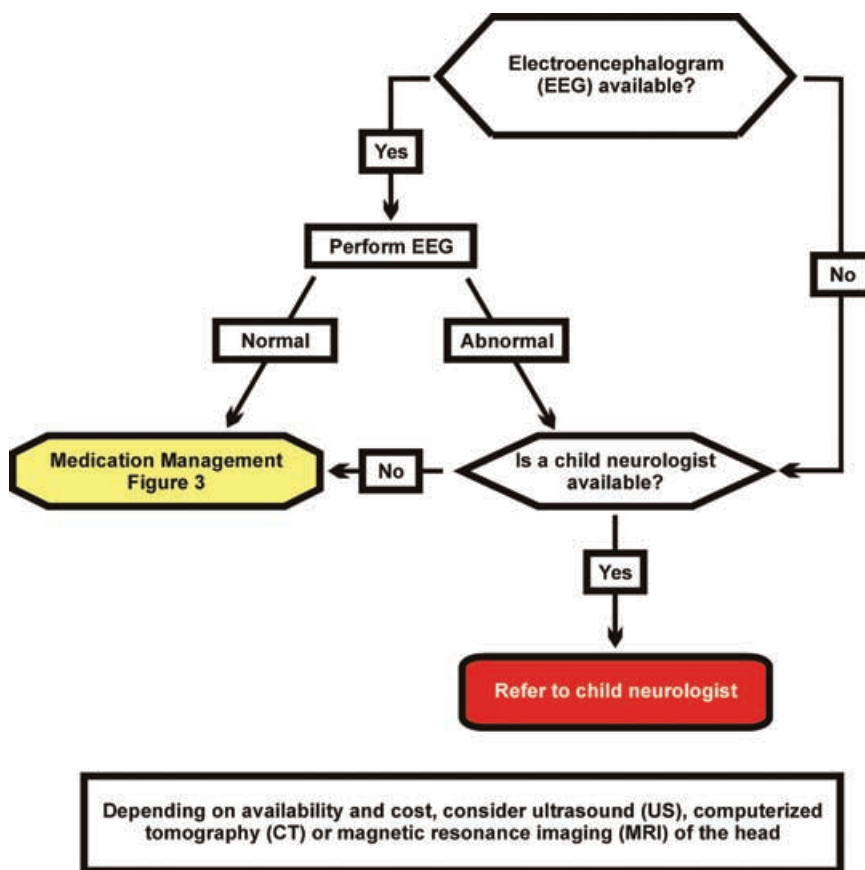 Electroencephalogram
(EEG) available?
Yes
No
Perform EEG
Normal
Abnormal
Medication Management
Figure 3
No
Is a child neurologist
available?
Yes
Refer to child neurologist
Depending on availability and cost, consider ultrasound (US), computerized
tomography (CT) or magnetic resonance imaging (MRI) of the head